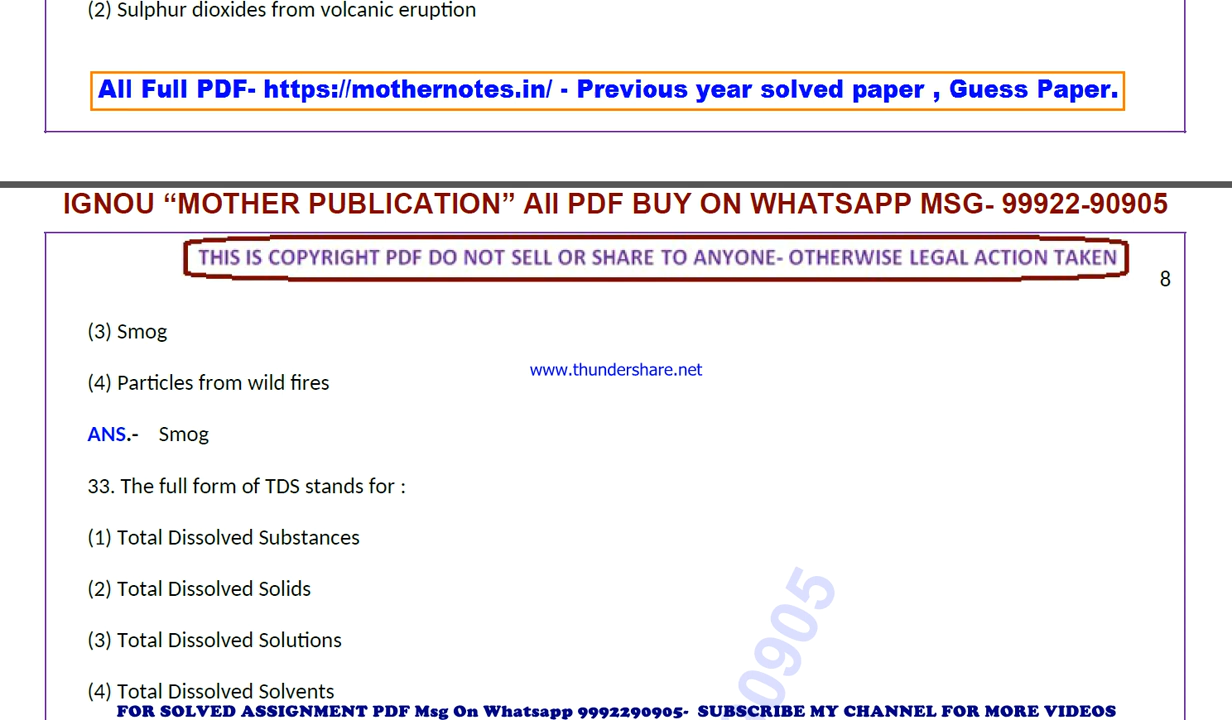 (2) Sulphur dioxides from volcanic eruption
All Full PDF- https://mothernotes.in/ - Previous year solved paper , Guess Paper.
IGNOU “MOTHER PUBLICATION” All PDF BUY ON WHATSAPP MSG- 99922-90905
THIS IS COPYRIGHT PDF DO NOT SELL OR SHARE TO ANYONE- OTHERWISE LEGAL ACTION TAKEN
8
(3) Smog
www.thundershare.net
(4) Particles from wild fires
ANS.- Smog
33. The full form of TDS stands for :
(1) Total Dissolved Substances
(2) Total Dissolved Solids
(3) Total Dissolved Solutions
(4) Total Dissolved Solvents
0905
FOR SOLVED ASSIGNMENT PDF Msg On Whatsapp 9992290905- SUBSCRIBE MY CHANNEL FOR MORE VIDEOS